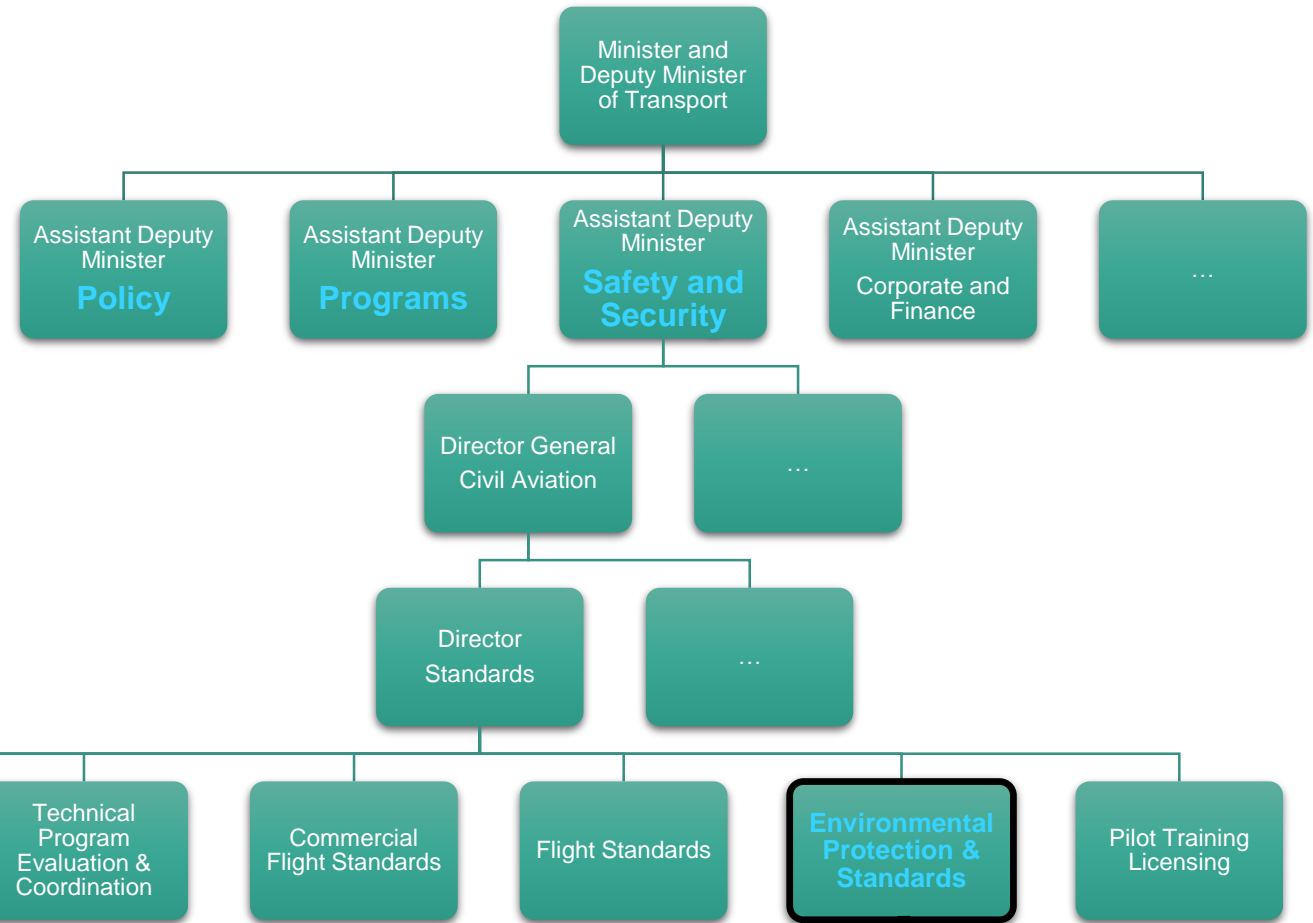 Minister and
Deputy Minister
of Transport
Assistant Deputy
Minister
Policy
Assistant Deputy
Minister
Programs
Assistant Deputy
Minister
Safety and
Security
Assistant Deputy
Minister
Corporate and
Finance
…
Director General
Civil Aviation
…
Director
Standards
…
Technical
Program
Evaluation &
Coordination
Commercial
Flight Standards
Flight Standards
Environmental
Protection &
Standards
Pilot Training
Licensing